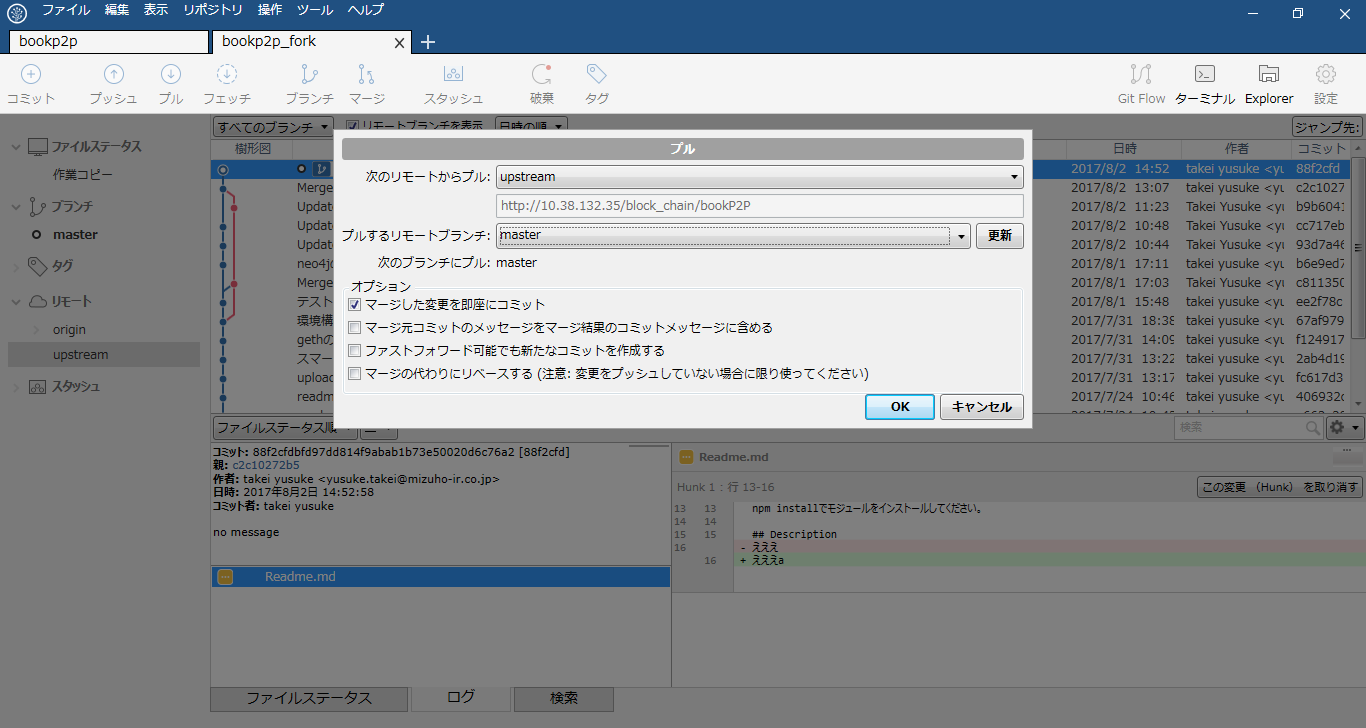 ファイル 編集 表示 リポジトリ 操作 ツール ヘルプ
bookp2p bookp2p_fork
コミット プッシュ プル フェッチ ブランチ マージ スタッシュ 破棄 タグ Git Flow ターミナル Explorer 設定
ファイルステータス
作業コピー
ブランチ
master
タグ
リモート
origin
upstream
スタッシュ
すべてのブランチ リモートブランチを表示 日時の順 ジャンプ先:
樹形図 日時 作者 コミット
2017/8/2 14:52 takei yusuke <yu 88f2cfd
Merge 2017/8/2 13:07 takei yusuke <yu c2c1027
Update 2017/8/2 11:23 Takei Yusuke <yu b9b6041
Update 2017/8/2 10:48 Takei Yusuke <yu cc717eb
Update 2017/8/2 10:44 Takei Yusuke <yu 93d7a46
neo4j 2017/8/1 17:11 takei yusuke <yu b6e9ed7
Merge 2017/8/1 17:03 takei yusuke <yu c811350
テスト 2017/8/1 15:48 takei yusuke <yu ee2f78c
環境構 2017/7/31 18:38 takei yusuke <yu 67af979
gethの 2017/7/31 14:09 takei yusuke <yu f124917
スマー 2017/7/31 13:22 takei yusuke <yu 2ab4d19
upload 2017/7/31 13:17 takei yusuke <yu fc617d3
readm 2017/7/24 10:46 takei yusuke <yu 406932c
プル
次のリモートからプル: upstream
http://10.38.132.35/block_chain/bookP2P
プルするリモートブランチ: master 更新
次のブランチにプル: master
オプション
マージした変更を即座にコミット
マージ元コミットのメッセージをマージ結果のコミットメッセージに含める
ファストフォワード可能でも新たなコミットを作成する
マージの代わりにリベースする (注意: 変更をプッシュしていない場合に限り使ってください)
OK キャンセル
ファイルステータス順 検索
コミット: 88f2cfdbfd97dd814f9abab1b73e50020d6c76a2 [88f2cfd]
親: c2c10272b5
作者: takei yusuke <yusuke.takei@mizuho-ir.co.jp>
日時: 2017年8月2日 14:52:58
コミット者: takei yusuke
no message
Readme.md
Readme.md
Hunk 1 : 行 13-16 この変更 (Hunk) を取り消す
13 13 npm installでモジュールをインストールしてください。
14 14
15 15 ## Description
16 - えええ
16 + えええa
ファイルステータス ログ 検索